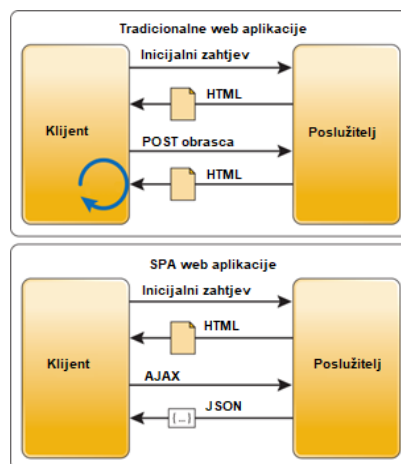 Tradicionalne web aplikacije
Inicijalni zahtjev
HTML
Klijent
Poslužitelj
POST obrasca
HTML
SPA web aplikacije
Inicijalni zahtjev
HTML
Klijent
Poslužitelj
AJAX
JSON
{...}